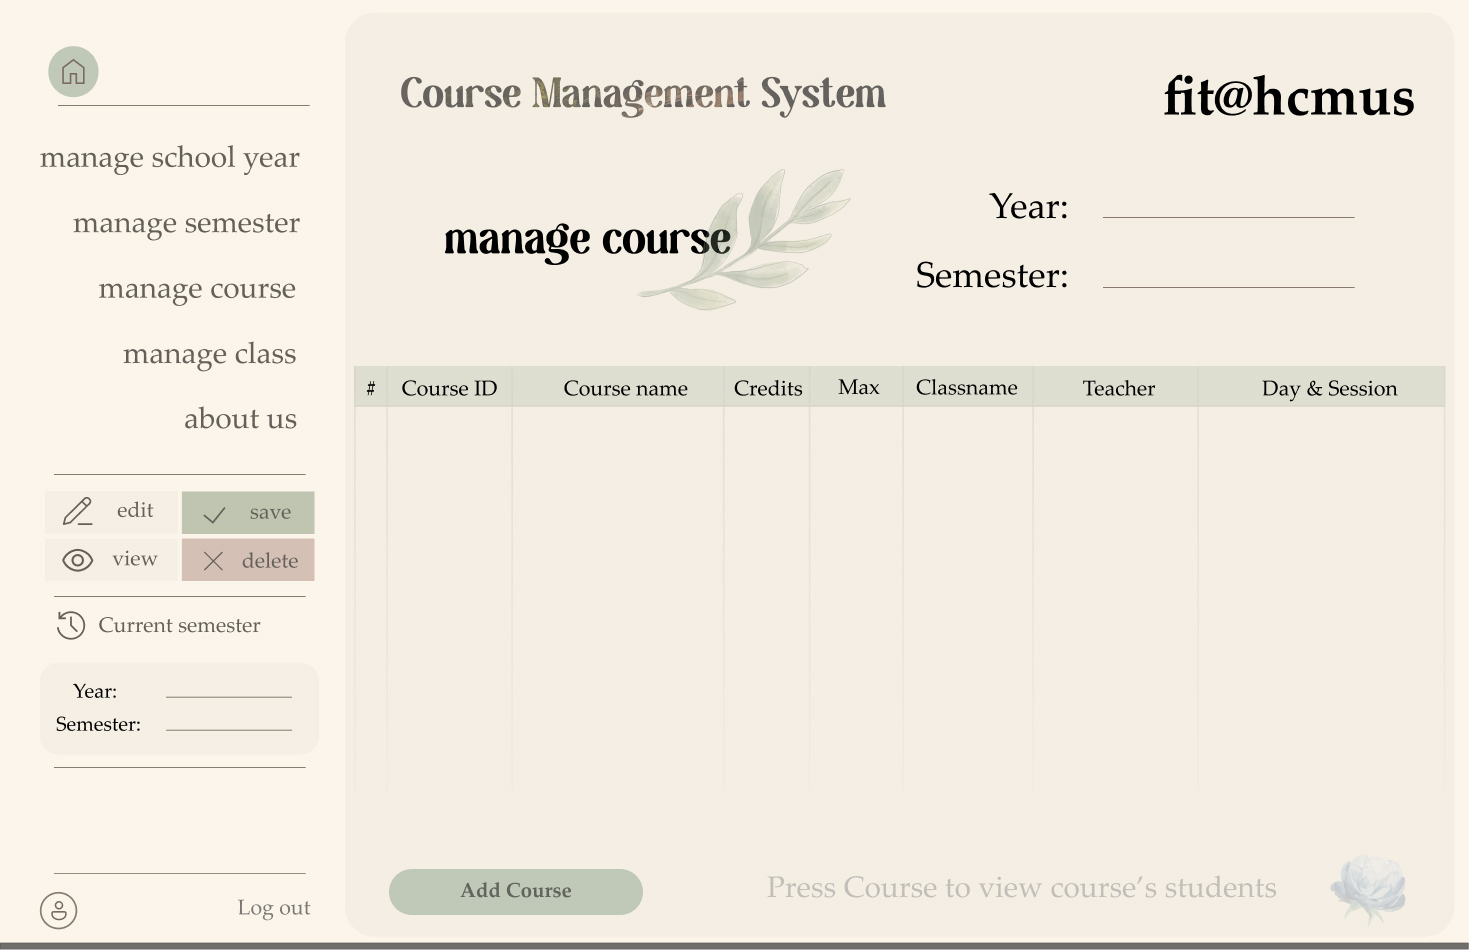 manage school year
manage semester
manage course
manage class
about us
edit
save
view
delete
Current semester
Year:
Semester:
Log out
Course Management System
fit@hcmus
manage course
Year:
Semester:
# Course ID Course name Credits Max Classname Teacher Day & Session
Add Course
Press Course to view course’s students